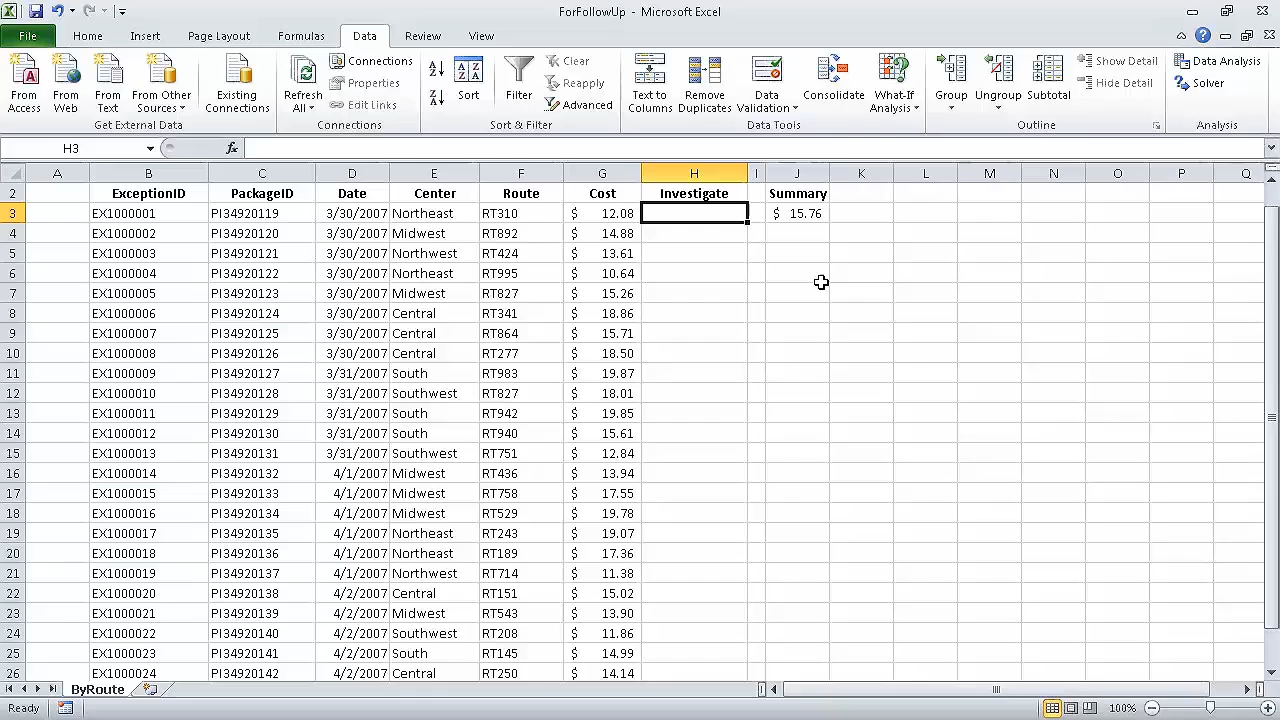 ForFollowUp - Microsoft Excel
File Home Insert Page Layout Formulas Data Review View
From Access
From Web
From Text
From Other Sources
Existing Connections
Get External Data
Refresh All
Connections
Properties
Edit Links
Connections
Sort
Filter
Clear
Reapply
Advanced
Sort & Filter
Text to Columns
Remove Duplicates
Data Validation
Consolidate
What-If Analysis
Data Tools
Group
Ungroup
Subtotal
Show Detail
Hide Detail
Outline
Data Analysis
Solver
Analysis
H3 fx
A B C D E F G H I J K L M N O P Q
2 ExceptionID PackageID Date Center Route Cost Investigate Summary
3 EX1000001 PI34920119 3/30/2007 Northeast RT310 $ 12.08 $ 15.76
4 EX1000002 PI34920120 3/30/2007 Midwest RT892 $ 14.88
5 EX1000003 PI34920121 3/30/2007 Northwest RT424 $ 13.61
6 EX1000004 PI34920122 3/30/2007 Northeast RT995 $ 10.64
7 EX1000005 PI34920123 3/30/2007 Midwest RT827 $ 15.26
8 EX1000006 PI34920124 3/30/2007 Central RT341 $ 18.86
9 EX1000007 PI34920125 3/30/2007 Central RT864 $ 15.71
10 EX1000008 PI34920126 3/30/2007 Central RT277 $ 18.50
11 EX1000009 PI34920127 3/31/2007 South RT983 $ 19.87
12 EX1000010 PI34920128 3/31/2007 Southwest RT827 $ 18.01
13 EX1000011 PI34920129 3/31/2007 South RT942 $ 19.85
14 EX1000012 PI34920130 3/31/2007 South RT940 $ 15.61
15 EX1000013 PI34920131 3/31/2007 Southwest RT751 $ 12.84
16 EX1000014 PI34920132 4/1/2007 Midwest RT436 $ 13.94
17 EX1000015 PI34920133 4/1/2007 Midwest RT758 $ 17.55
18 EX1000016 PI34920134 4/1/2007 Midwest RT529 $ 19.78
19 EX1000017 PI34920135 4/1/2007 Northeast RT243 $ 19.07
20 EX1000018 PI34920136 4/1/2007 Northeast RT189 $ 17.36
21 EX1000019 PI34920137 4/1/2007 Northwest RT714 $ 11.38
22 EX1000020 PI34920138 4/2/2007 Central RT151 $ 15.02
23 EX1000021 PI34920139 4/2/2007 Midwest RT543 $ 13.90
24 EX1000022 PI34920140 4/2/2007 Southwest RT208 $ 11.86
25 EX1000023 PI34920141 4/2/2007 South RT145 $ 14.99
26 EX1000024 PI34920142 4/2/2007 Central RT250 $ 14.14
ByRoute
Ready 100%